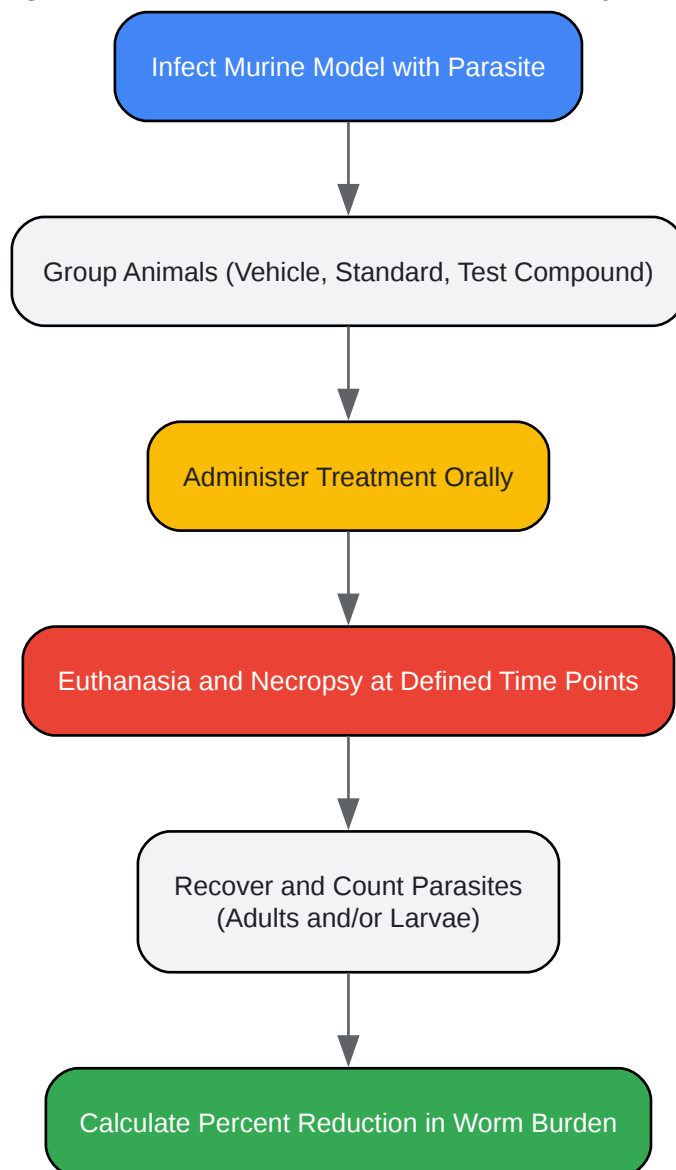 Infect Murine Model with Parasite
Group Animals (Vehicle, Standard, Test Compound)
Administer Treatment Orally
Euthanasia and Necropsy at Defined Time Points
Recover and Count Parasites
(Adults and/or Larvae)
Calculate Percent Reduction in Worm Burden